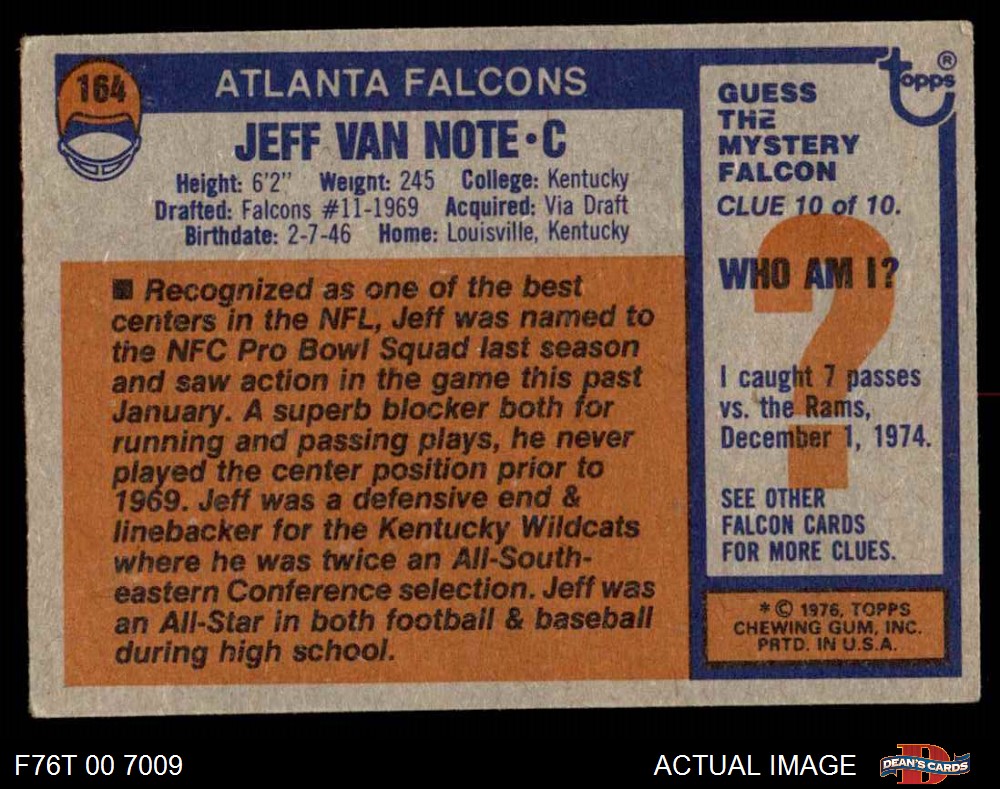 164
ATLANTA FALCONS
JEFF VAN NOTE • C
Height: 6'2" Weight: 245 College: Kentucky
Drafted: Falcons #11-1969 Acquired: Via Draft
Birthdate: 2-7-46 Home: Louisville, Kentucky
■ Recognized as one of the best
centers in the NFL, Jeff was named to
the NFC Pro Bowl Squad last season
and saw action in the game this past
January. A superb blocker both for
running and passing plays, he never
played the center position prior to
1969. Jeff was a defensive end &
linebacker for the Kentucky Wildcats
where he was twice an All-South-
eastern Conference selection. Jeff was
an All-Star in both football & baseball
during high school.
topps ®
GUESS
THE
MYSTERY
FALCON
CLUE 10 of 10.
?
WHO AM I?
I caught 7 passes
vs. the Rams,
December 1, 1974.
SEE OTHER
FALCON CARDS
FOR MORE CLUES.
* © 1976, TOPPS
CHEWING GUM, INC.
PRTD. IN U.S.A.
F76T 00 7009
ACTUAL IMAGE
D
DEAN'S CARDS